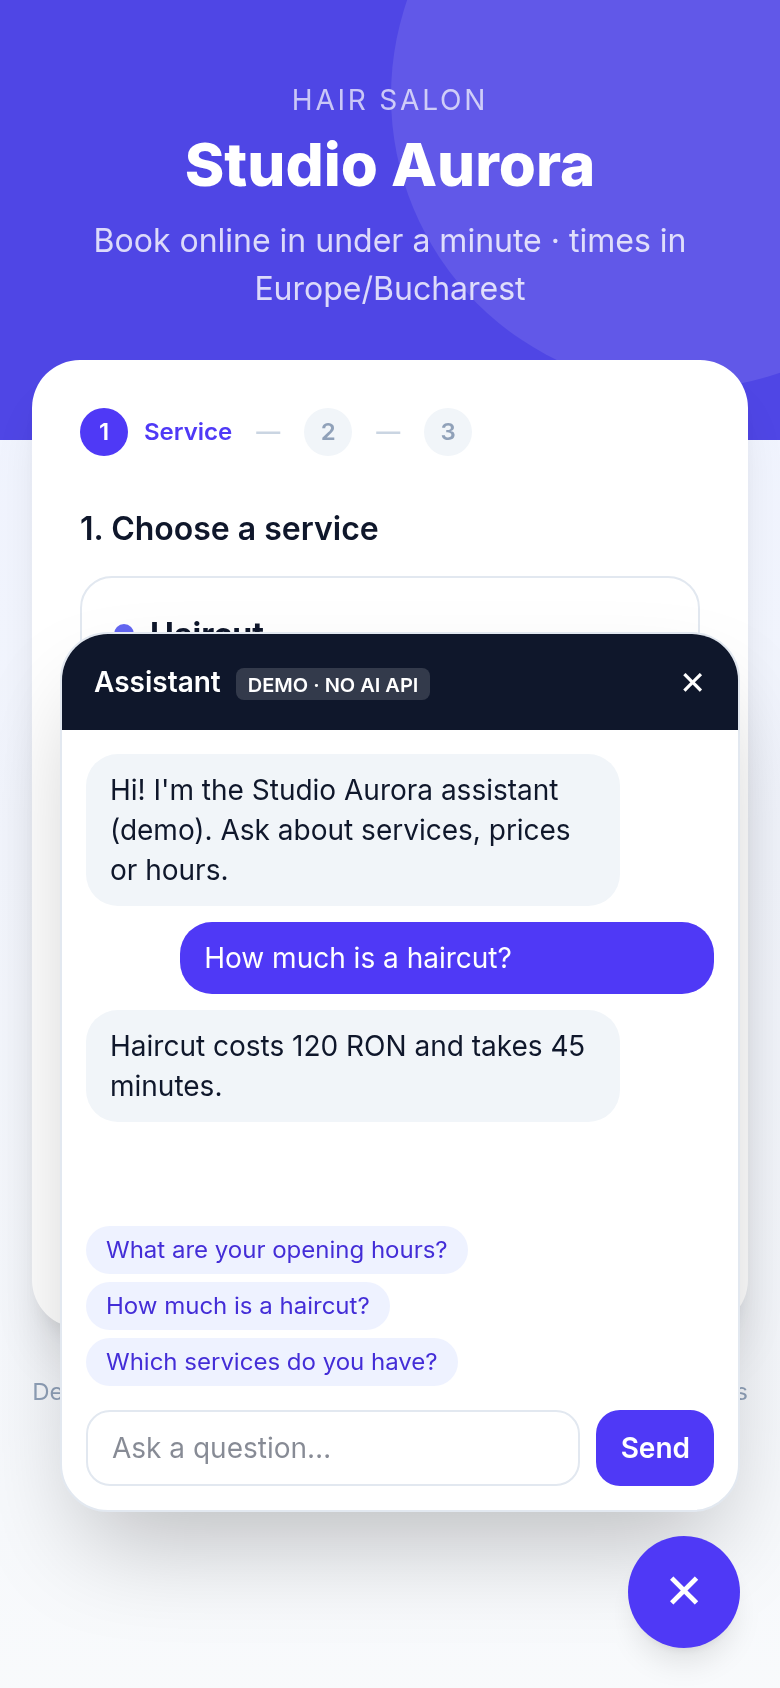 HAIR SALON
Studio Aurora
Book online in under a minute · times in
Europe/Bucharest
1 Service — 2 — 3
1. Choose a service
Haircut
Assistant DEMO · NO AI API ✕
Hi! I'm the Studio Aurora assistant
(demo). Ask about services, prices
or hours.
How much is a haircut?
Haircut costs 120 RON and takes 45
minutes.
What are your opening hours?
How much is a haircut?
Which services do you have?
Ask a question...
Send
✕